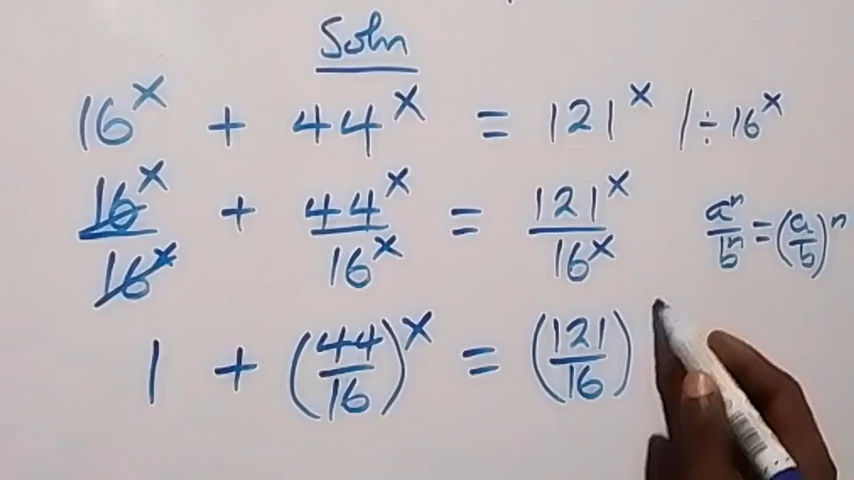 Soln
16^x + 44^x = 121^x | ÷ 16^x
16^x/16^x + 44^x/16^x = 121^x/16^x
a^n/b^n = (a/b)^n
1 + (44/16)^x = (121/16)